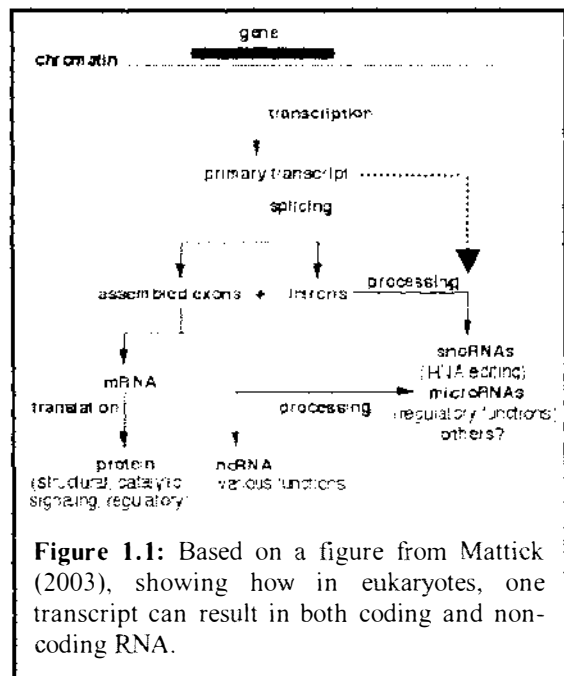 gene
chromatin
transcription
primary transcript
splicing
processing
assembled exons + introns
snoRNAs
(RNA editing)
mRNA
microRNAs
translation
processing
(regulatory functions)
others?
protein
ncRNA
(structural, catalytic
various functions
signaling, regulatory)
Figure 1.1: Based on a figure from Mattick
(2003), showing how in eukaryotes, one
transcript can result in both coding and non-
coding RNA.